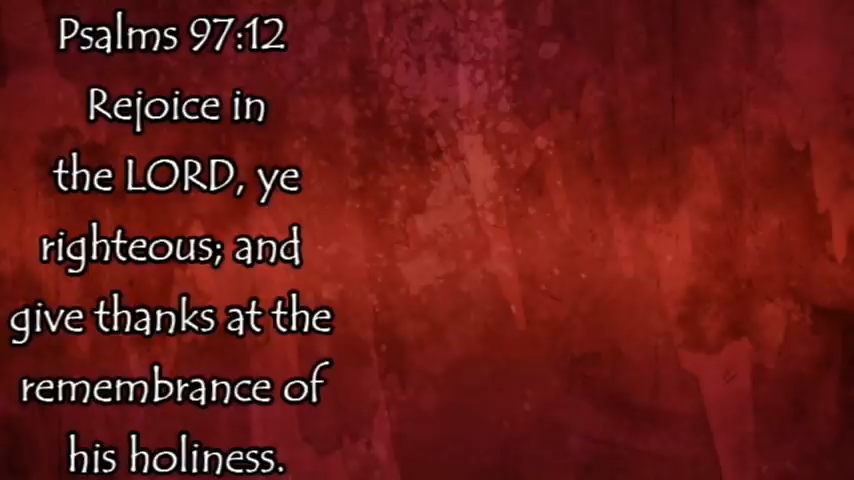 Psalms 97:12
Rejoice in
the LORD, ye
righteous; and
give thanks at the
remembrance of
his holiness.